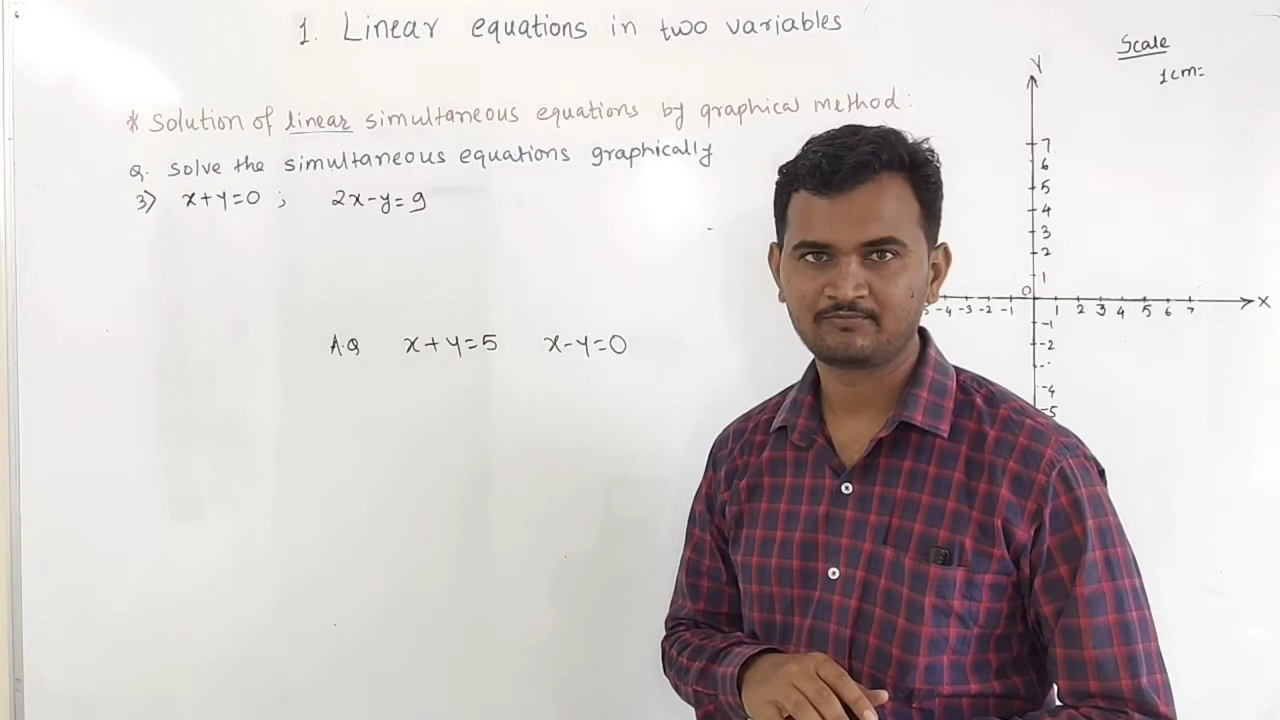 1. Linear equations in two variables
* Solution of linear simultaneous equations by graphical method :
Q. Solve the simultaneous equations graphically
3) x+y=0 ; 2x-y=9
A.Q x+y=5 x-y=0
Scale
1cm=
Y
7
6
5
4
3
2
1
O
-4 -3 -2 -1 1 2 3 4 5 6 7 X
-1
-2
-4
-5